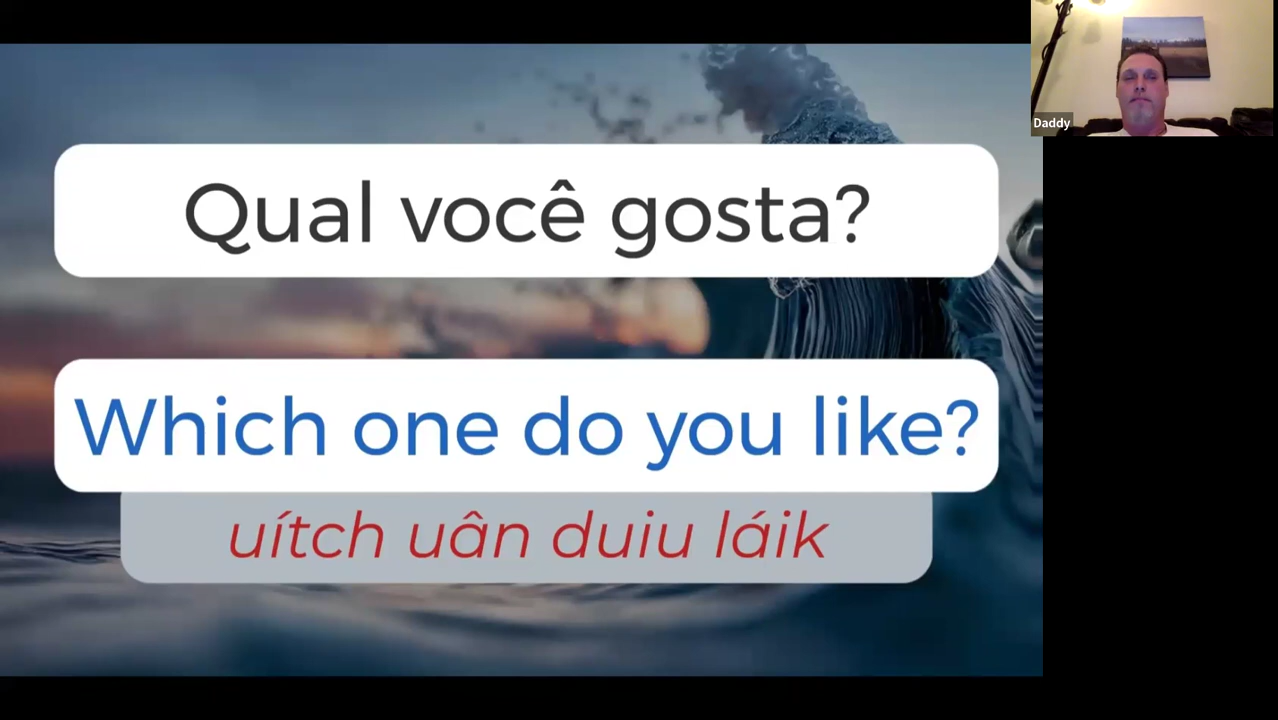 Qual você gosta?
Which one do you like?
uítch uân duiu láik
Daddy